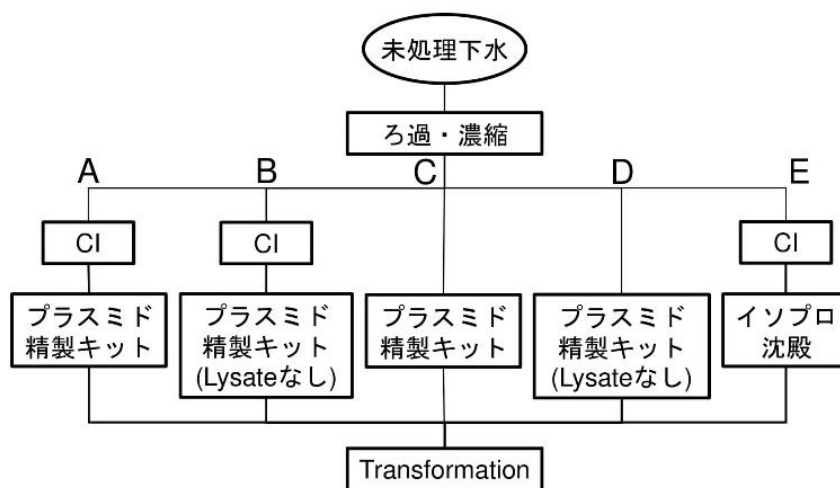 未処理下水
ろ過・濃縮
A
B
C
D
E
CI
CI
CI
プラスミド
精製キット
プラスミド
精製キット
(Lysateなし)
プラスミド
精製キット
プラスミド
精製キット
(Lysateなし)
イソプロ
沈殿
Transformation